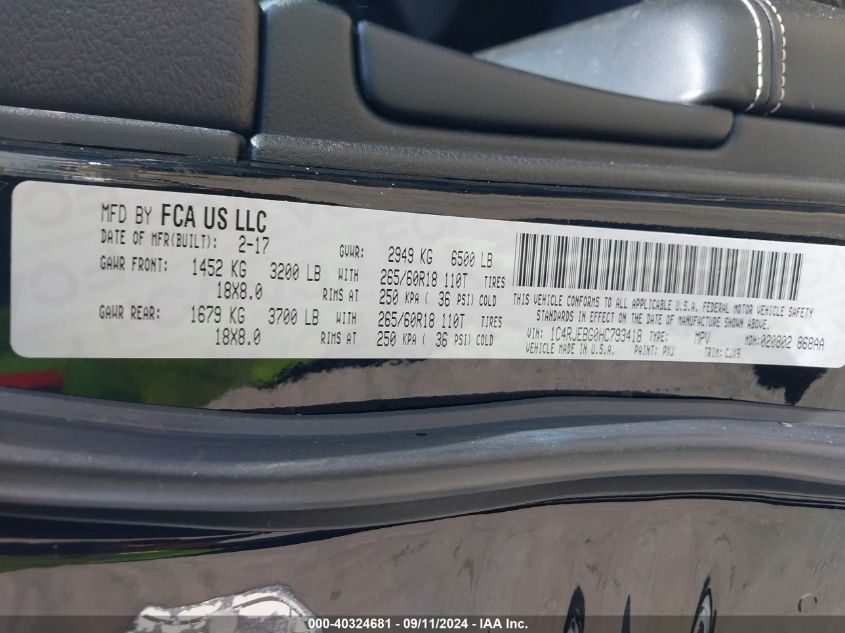 MFD BY FCA US LLC
DATE OF MFR(BUILT): 2-17 GVWR: 2949 KG 6500 LB
GAWR FRONT: 1452 KG 3200 LB WITH 265/60R18 110T TIRES
18X8.0 RIMS AT 250 KPA ( 36 PSI) COLD
GAWR REAR: 1679 KG 3700 LB WITH 265/60R18 110T TIRES
18X8.0 RIMS AT 250 KPA ( 36 PSI) COLD
THIS VEHICLE CONFORMS TO ALL APPLICABLE U.S.A. FEDERAL MOTOR VEHICLE SAFETY
STANDARDS IN EFFECT ON THE DATE OF MANUFACTURE SHOWN ABOVE.
VIN: 1C4RJEBG0HC793418 TYPE: MPV MDH: 020802 868AA
PAINT: PXJ TRIM: CJX9
000-40324681 - 09/11/2024 - IAA Inc.